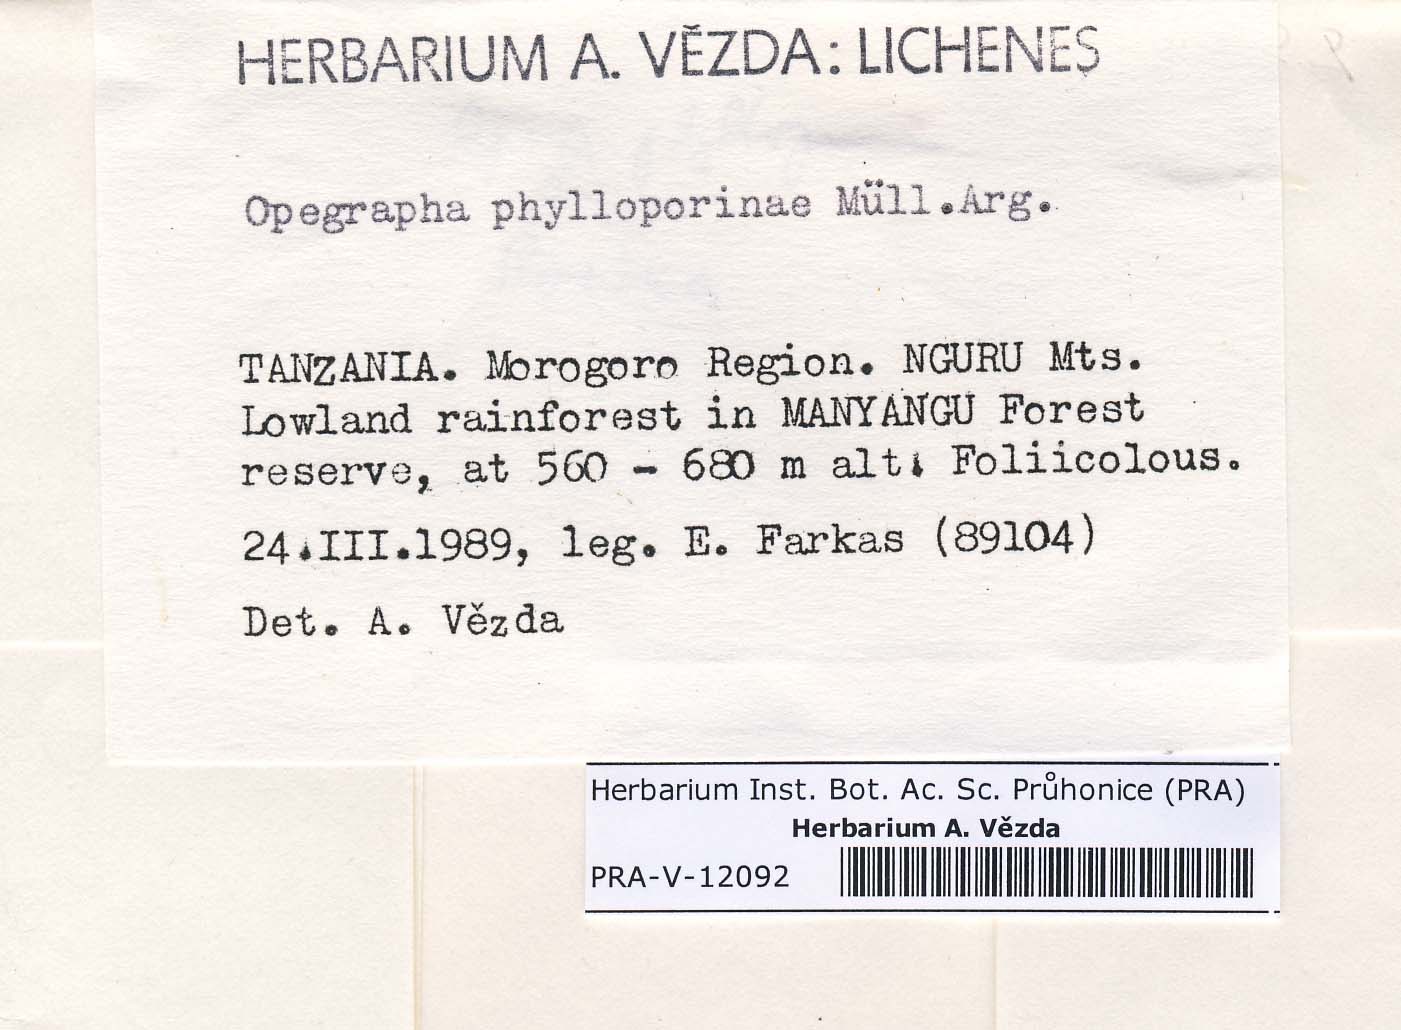 HERBARIUM A. VĚZDA: LICHENES
Opegrapha phylloporinae Müll.Arg.
TANZANIA. Morogoro Region. NGURU Mts.
Lowland rainforest in MANYANGU Forest
reserve, at 560 - 680 m alt. Foliicolous.
24.III.1989, leg. E. Farkas (89104)
Det. A. Vězda
Herbarium Inst. Bot. Ac. Sc. Průhonice (PRA)
Herbarium A. Vězda
PRA-V-12092